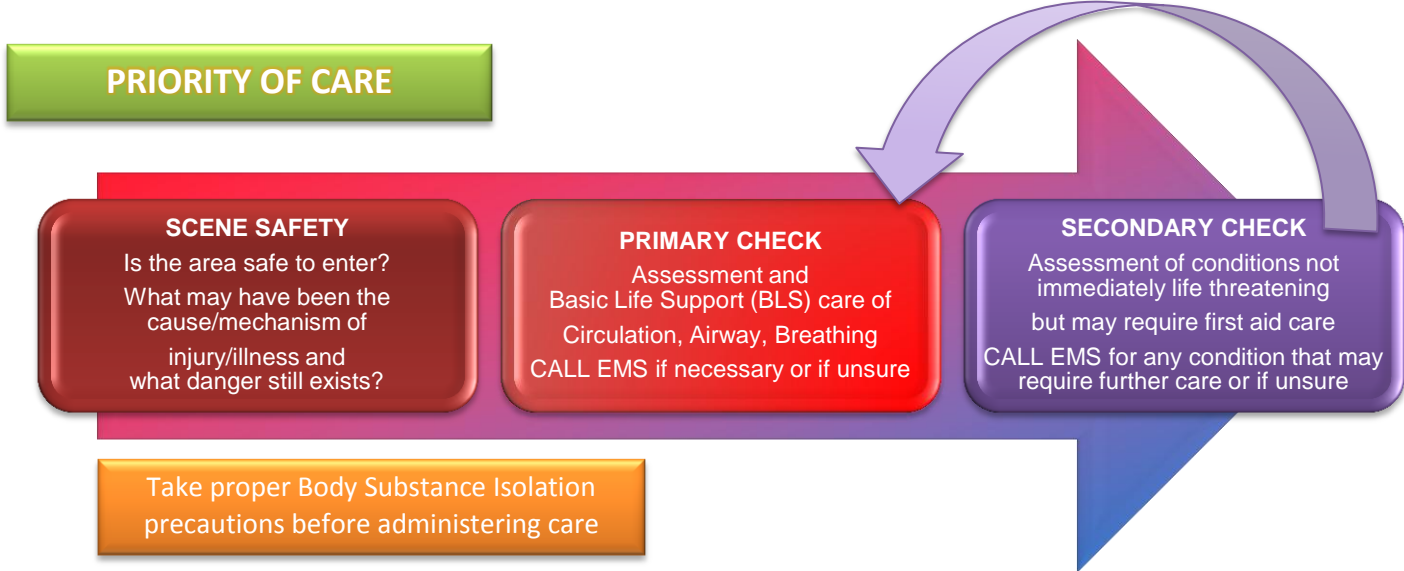 PRIORITY OF CARE
SCENE SAFETY
Is the area safe to enter?
What may have been the
cause/mechanism of
injury/illness and
what danger still exists?
PRIMARY CHECK
Assessment and
Basic Life Support (BLS) care of
Circulation, Airway, Breathing
CALL EMS if necessary or if unsure
SECONDARY CHECK
Assessment of conditions not
immediately life threatening
but may require first aid care
CALL EMS for any condition that may
require further care or if unsure
Take proper Body Substance Isolation
precautions before administering care